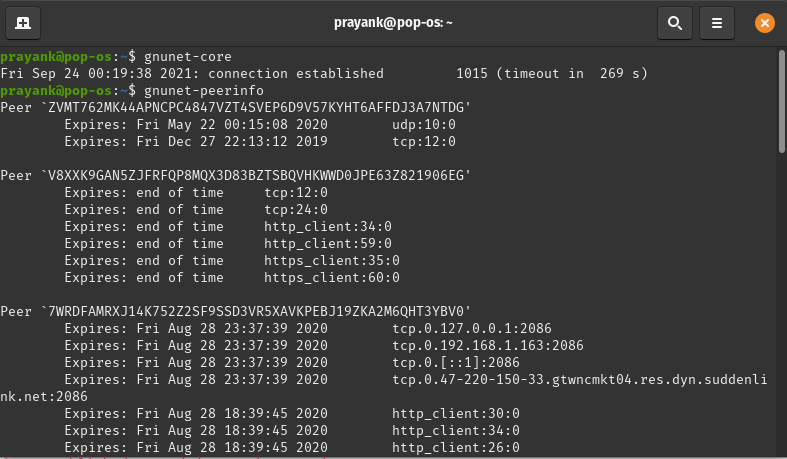 prayank@pop-os: ~
prayank@pop-os:~$ gnunet-core
Fri Sep 24 00:19:38 2021: connection established         1015 (timeout in  269 s)
prayank@pop-os:~$ gnunet-peerinfo
Peer `ZVMT762MK44APNCPC4847VZT4SVEP6D9V57KYHT6AFFDJ3A7NTDG'
        Expires: Fri May 22 00:15:08 2020        udp:10:0
        Expires: Fri Dec 27 22:13:12 2019        tcp:12:0
Peer `V8XXK9GAN5ZJFRFQP8MQX3D83BZTSBQVHKWWD0JPE63Z821906EG'
        Expires: end of time     tcp:12:0
        Expires: end of time     tcp:24:0
        Expires: end of time     http_client:34:0
        Expires: end of time     http_client:59:0
        Expires: end of time     https_client:35:0
        Expires: end of time     https_client:60:0
Peer `7WRDFAMRXJ14K752Z2SF9SSD3VR5XAVKPEBJ19ZKA2M6QHT3YBV0'
        Expires: Fri Aug 28 23:37:39 2020        tcp.0.127.0.0.1:2086
        Expires: Fri Aug 28 23:37:39 2020        tcp.0.192.168.1.163:2086
        Expires: Fri Aug 28 23:37:39 2020        tcp.0.[::1]:2086
        Expires: Fri Aug 28 23:37:39 2020        tcp.0.47-220-150-33.gtwncmkt04.res.dyn.suddenli
nk.net:2086
        Expires: Fri Aug 28 18:39:45 2020        http_client:30:0
        Expires: Fri Aug 28 18:39:45 2020        http_client:34:0
        Expires: Fri Aug 28 18:39:45 2020        http_client:26:0